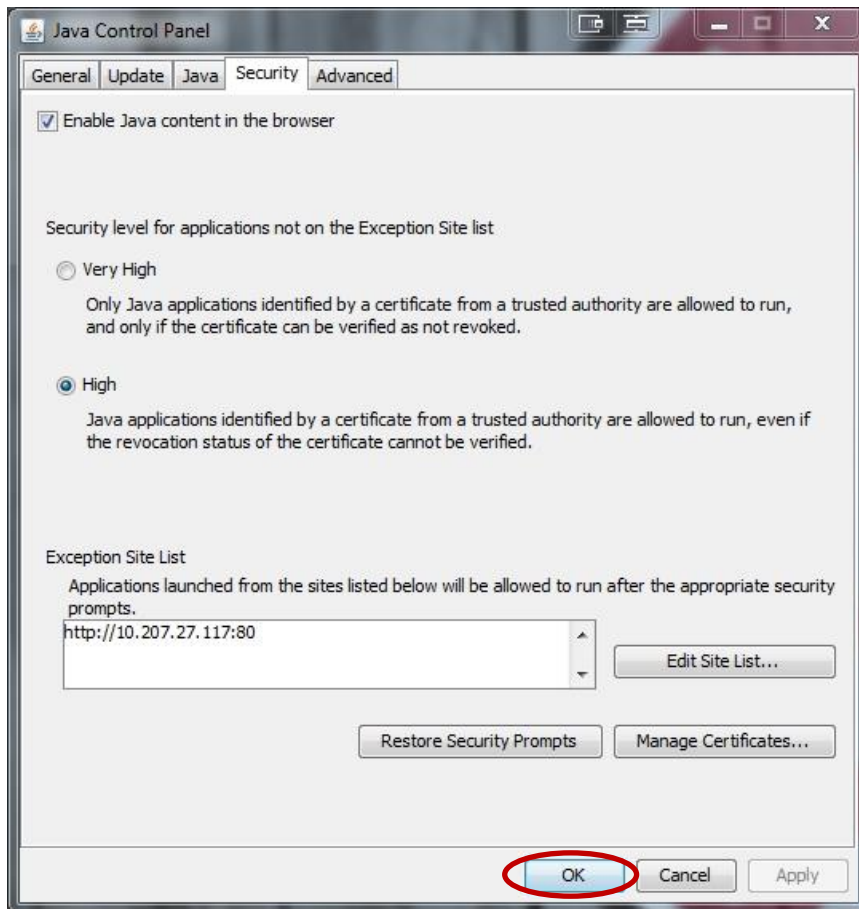 Java Control Panel
General Update Java Security Advanced
Enable Java content in the browser
Security level for applications not on the Exception Site list
Very High
Only Java applications identified by a certificate from a trusted authority are allowed to run,
and only if the certificate can be verified as not revoked.
High
Java applications identified by a certificate from a trusted authority are allowed to run, even if
the revocation status of the certificate cannot be verified.
Exception Site List
Applications launched from the sites listed below will be allowed to run after the appropriate security
prompts.
http://10.207.27.117:80
Edit Site List...
Restore Security Prompts Manage Certificates...
OK Cancel Apply